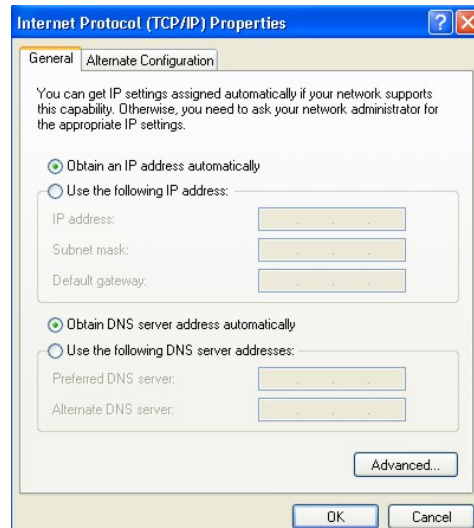 Internet Protocol (TCP/IP) Properties
General
Alternate Configuration
You can get IP settings assigned automatically if your network supports
this capability. Otherwise, you need to ask your network administrator for
the appropriate IP settings.
Obtain an IP address automatically
Use the following IP address:
IP address:
Subnet mask:
Default gateway:
Obtain DNS server address automatically
Use the following DNS server addresses:
Preferred DNS server:
Alternate DNS server:
Advanced...
OK
Cancel